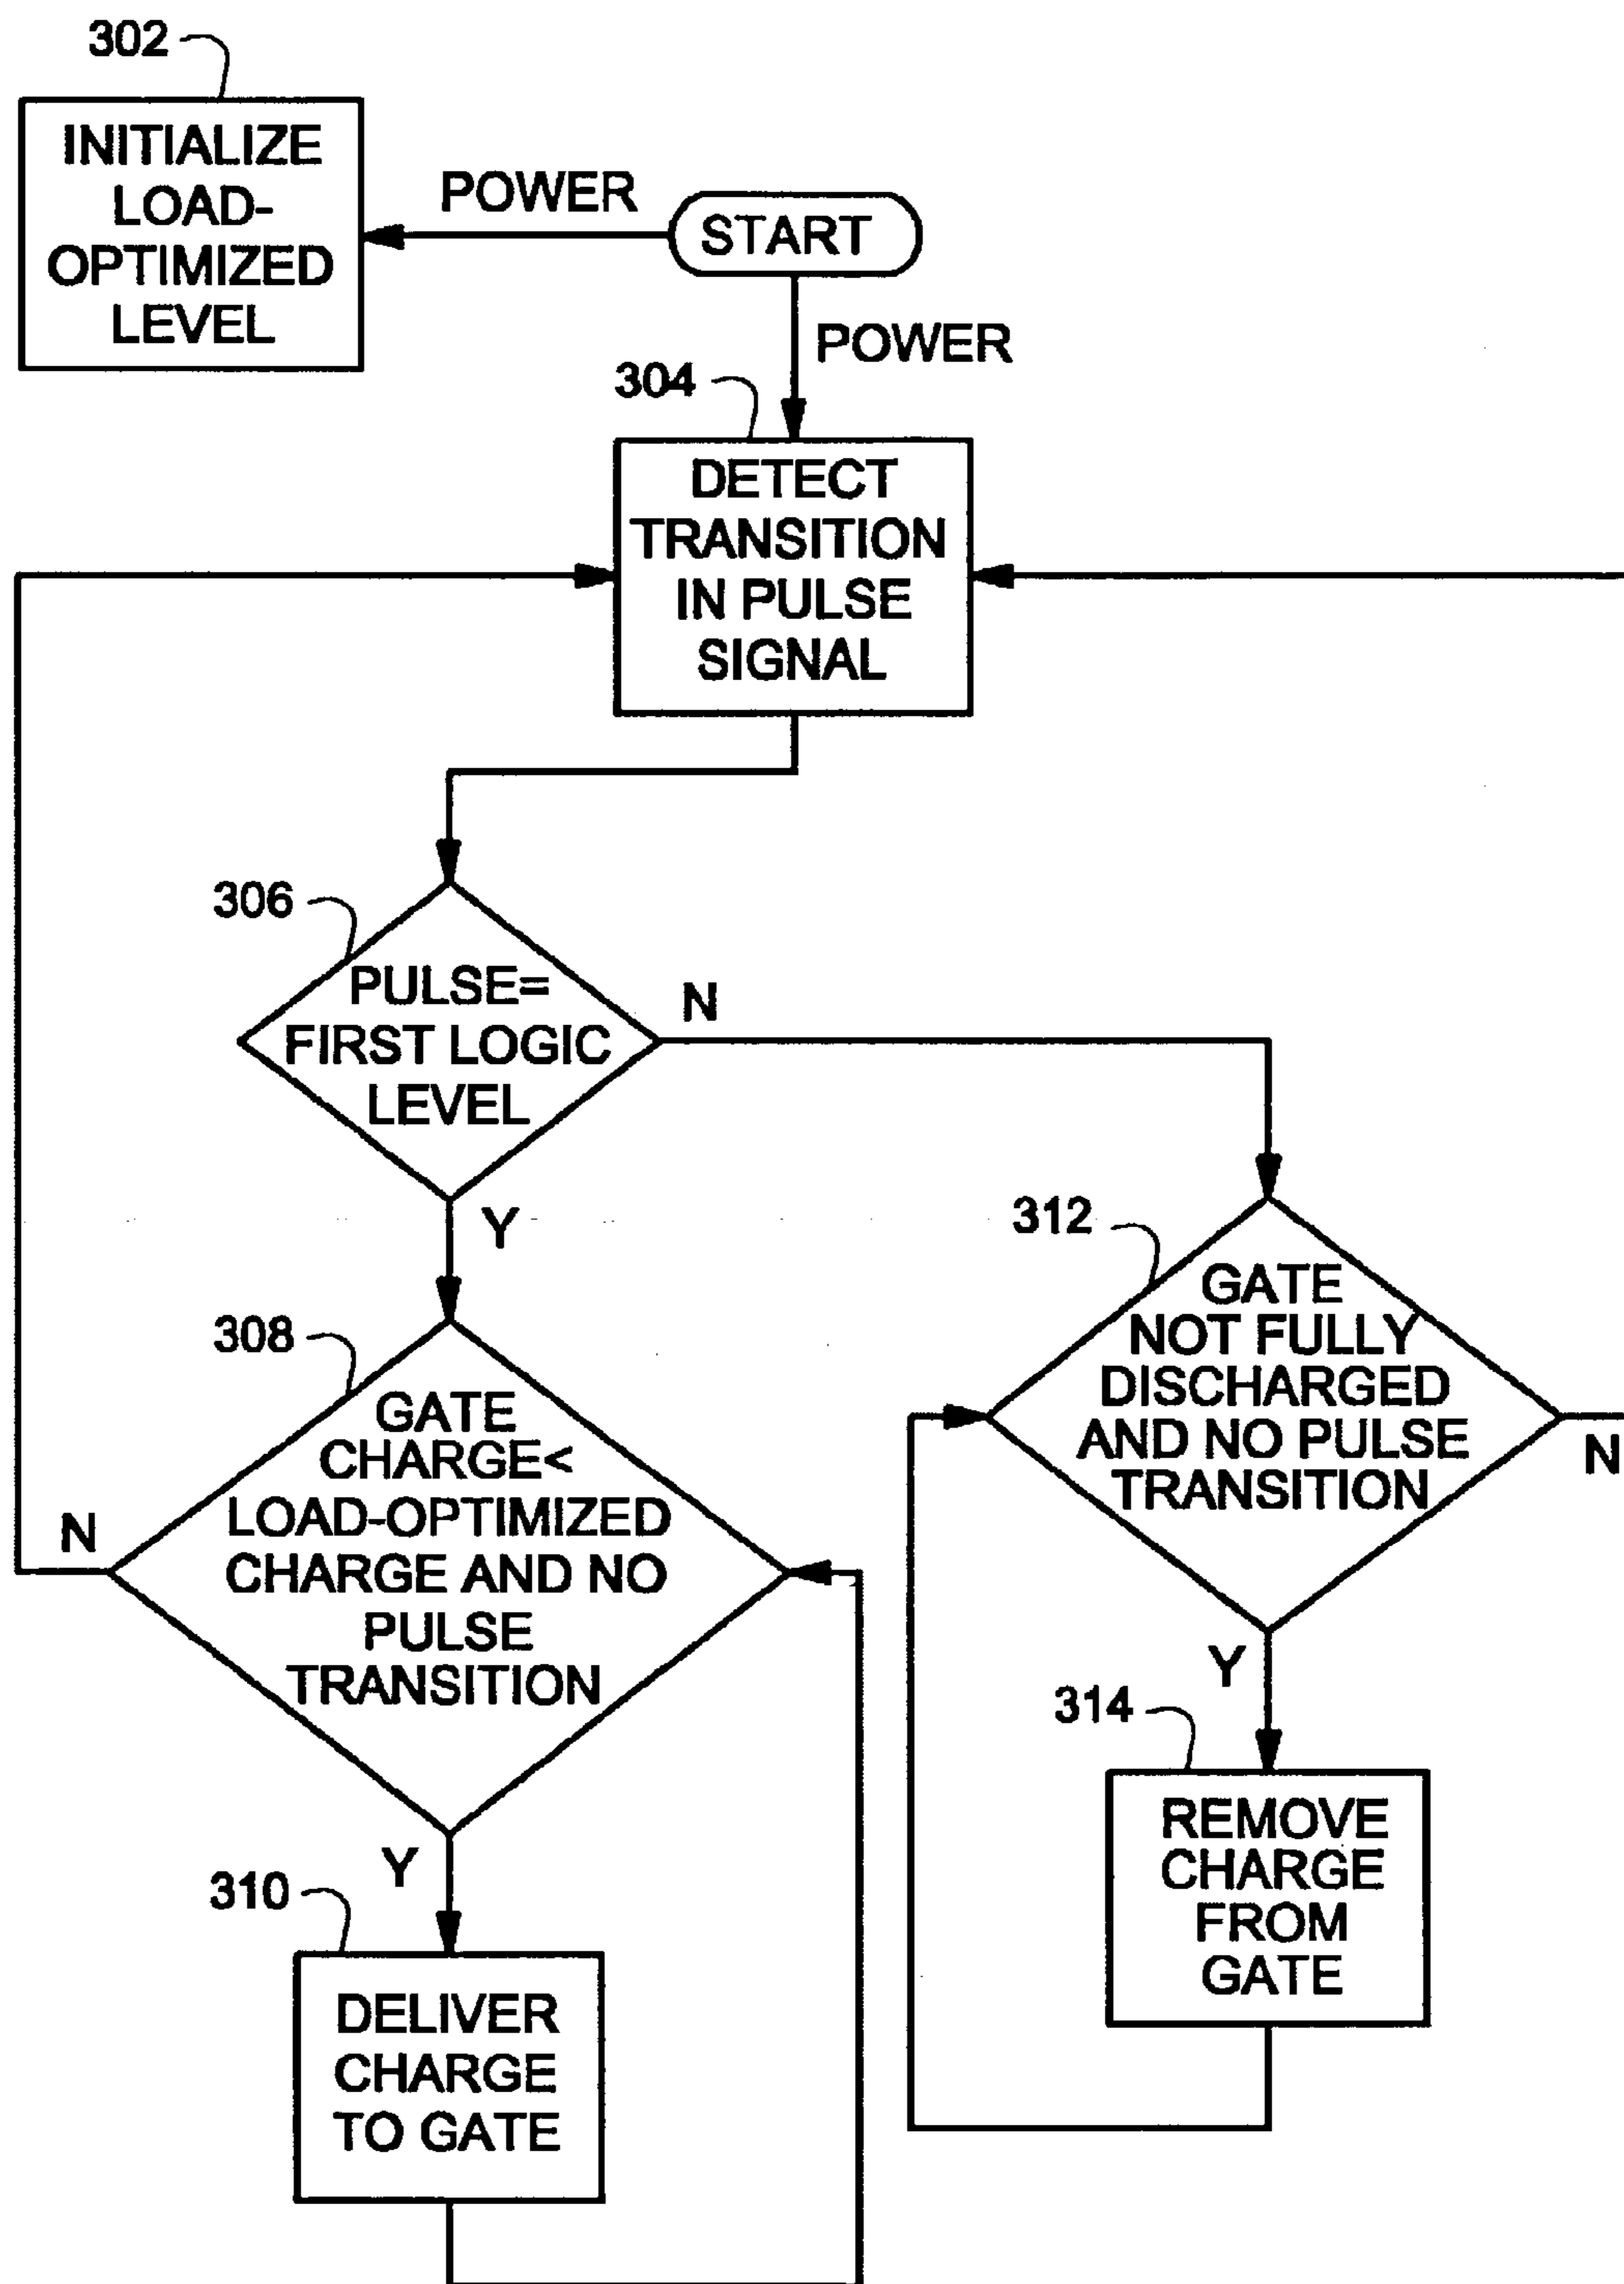 302
INITIALIZE
LOAD-
OPTIMIZED
LEVEL
POWER
START
POWER
304
DETECT
TRANSITION
IN PULSE
SIGNAL
306
PULSE=
FIRST LOGIC
LEVEL
N
Y
308
GATE
CHARGE<
LOAD-OPTIMIZED
CHARGE AND NO
PULSE
TRANSITION
N
Y
310
DELIVER
CHARGE
TO GATE
312
GATE
NOT FULLY
DISCHARGED
AND NO PULSE
TRANSITION
N
Y
314
REMOVE
CHARGE
FROM
GATE